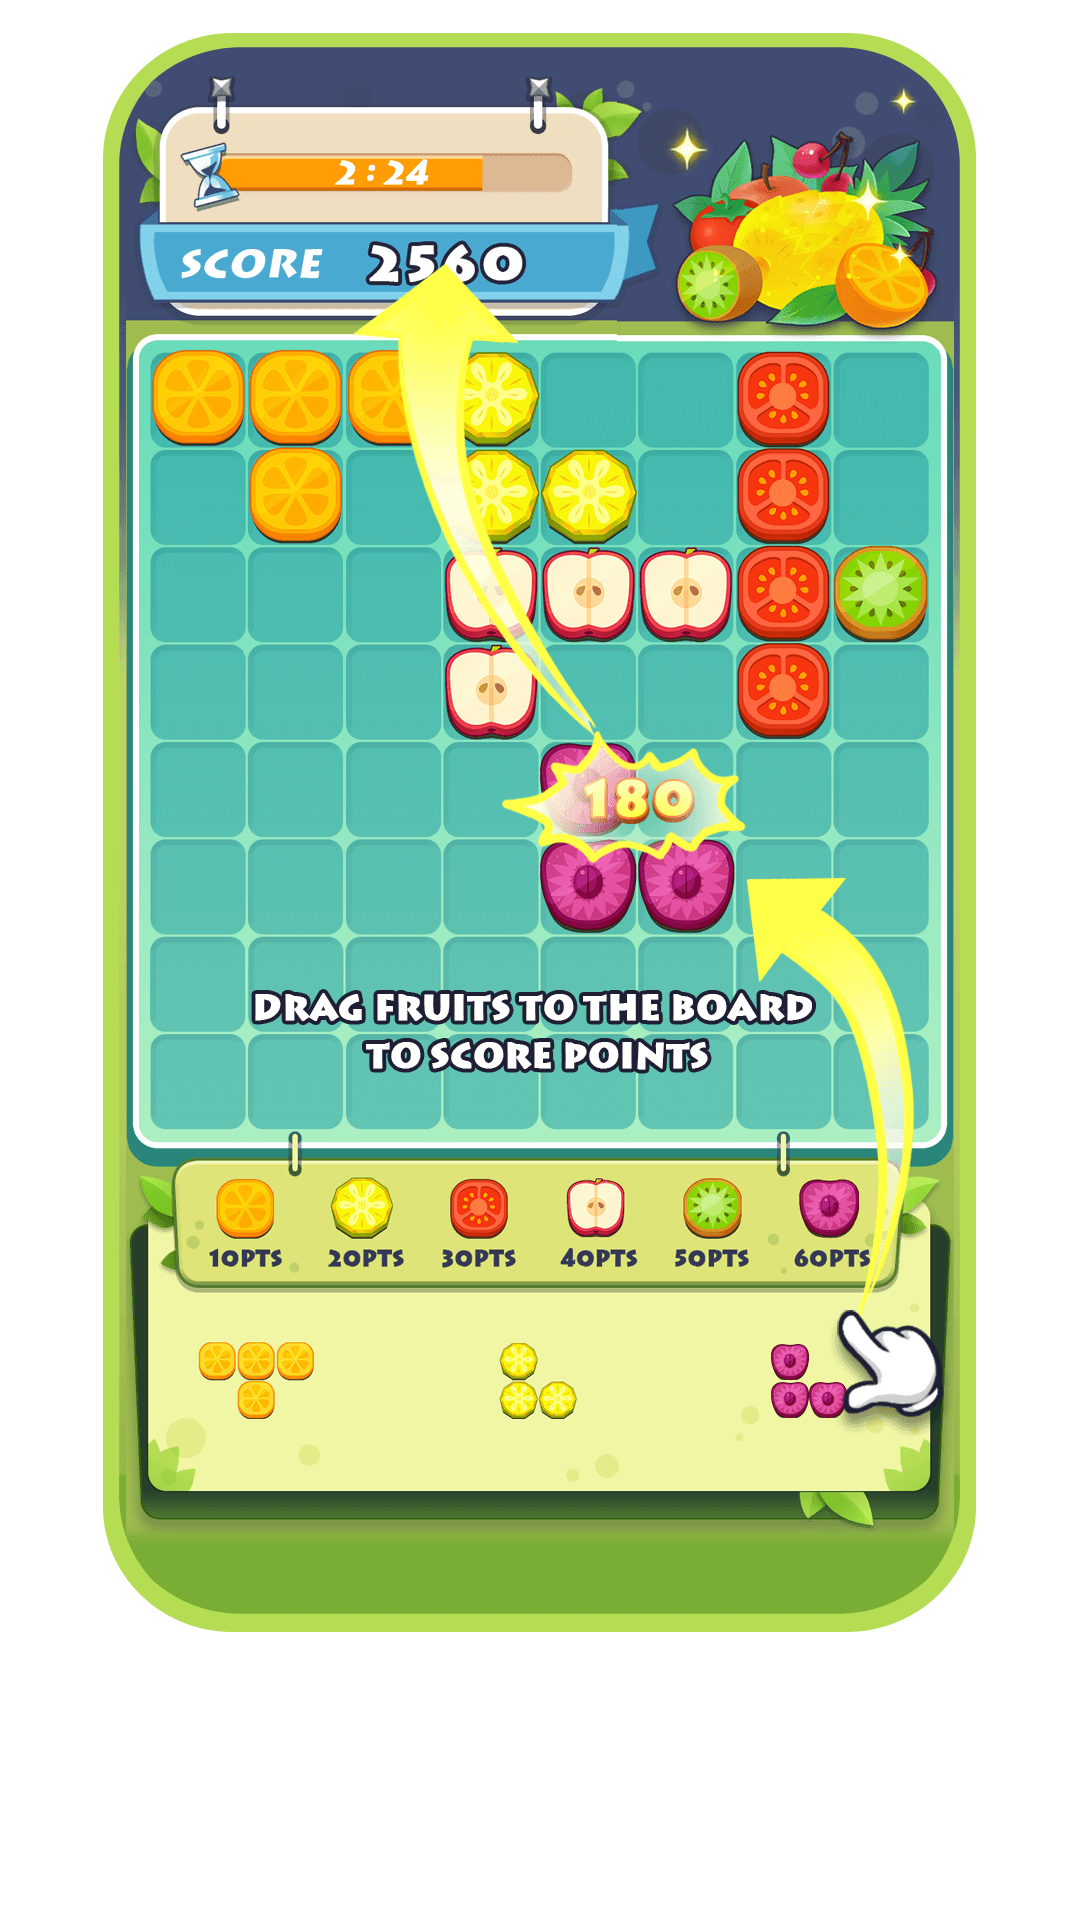 2:24
SCORE 2560
180
DRAG FRUITS TO THE BOARD
TO SCORE POINTS
10PTS 20PTS 30PTS 40PTS 50PTS 60PTS